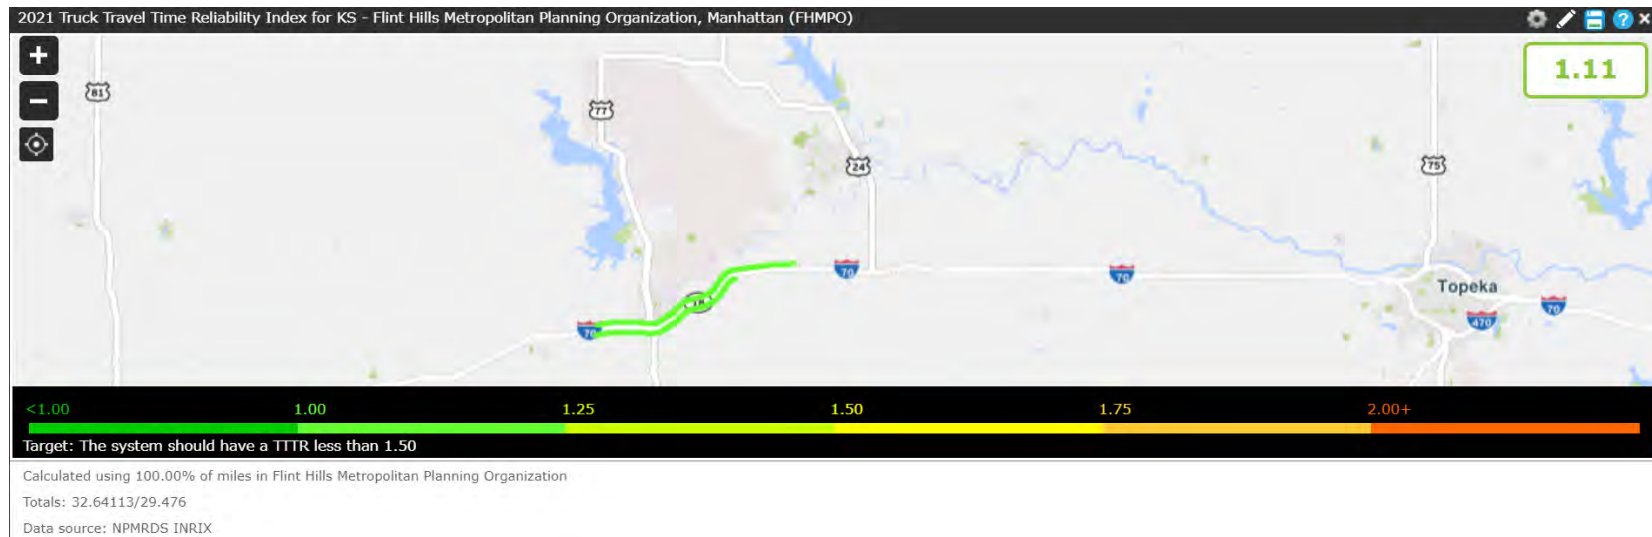 2021 Truck Travel Time Reliability Index for KS - Flint Hills Metropolitan Planning Organization, Manhattan (FHMPO)
1.11
81
77
24
75
70
70
Topeka
18
70
470
70
<1.00 1.00 1.25 1.50 1.75 2.00+
Target: The system should have a TTTR less than 1.50
Calculated using 100.00% of miles in Flint Hills Metropolitan Planning Organization
Totals: 32.64113/29.476
Data source: NPMRDS INRIX